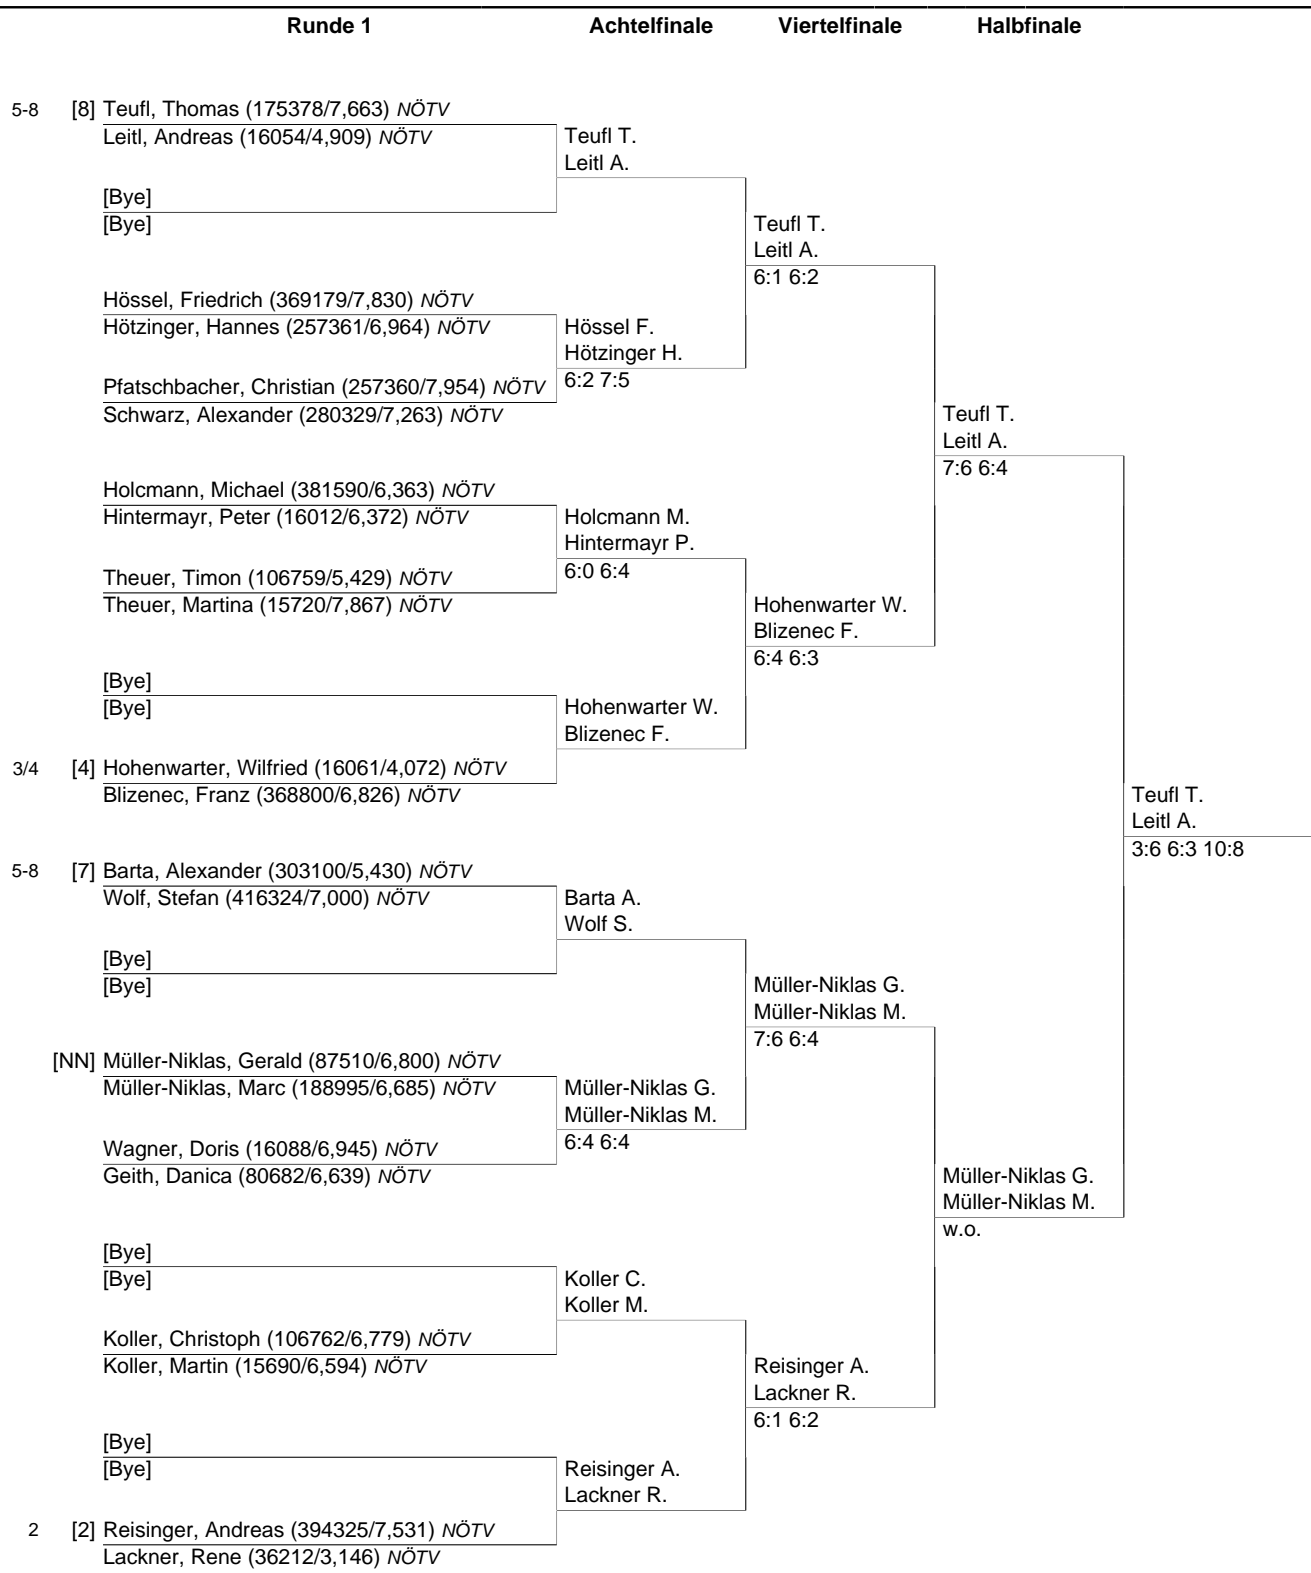 Runde 1 Achtelfinale Viertelfinale Halbfinale
5-8 [8] Teufl, Thomas (175378/7,663) NÖTV
Leitl, Andreas (16054/4,909) NÖTV Teufl T.
Leitl A.
[Bye]
[Bye] Teufl T.
Leitl A.
6:1 6:2
Hössel, Friedrich (369179/7,830) NÖTV
Hötzinger, Hannes (257361/6,964) NÖTV Hössel F.
Hötzinger H.
Pfatschbacher, Christian (257360/7,954) NÖTV 6:2 7:5
Schwarz, Alexander (280329/7,263) NÖTV Teufl T.
Leitl A.
7:6 6:4
Holcmann, Michael (381590/6,363) NÖTV
Hintermayr, Peter (16012/6,372) NÖTV Holcmann M.
Hintermayr P.
Theuer, Timon (106759/5,429) NÖTV 6:0 6:4
Theuer, Martina (15720/7,867) NÖTV Hohenwarter W.
Blizenec F.
6:4 6:3
[Bye]
[Bye] Hohenwarter W.
Blizenec F.
3/4 [4] Hohenwarter, Wilfried (16061/4,072) NÖTV
Blizenec, Franz (368800/6,826) NÖTV Teufl T.
Leitl A.
3:6 6:3 10:8
5-8 [7] Barta, Alexander (303100/5,430) NÖTV
Wolf, Stefan (416324/7,000) NÖTV Barta A.
Wolf S.
[Bye]
[Bye] Müller-Niklas G.
Müller-Niklas M.
7:6 6:4
[NN] Müller-Niklas, Gerald (87510/6,800) NÖTV
Müller-Niklas, Marc (188995/6,685) NÖTV Müller-Niklas G.
Müller-Niklas M.
Wagner, Doris (16088/6,945) NÖTV 6:4 6:4
Geith, Danica (80682/6,639) NÖTV Müller-Niklas G.
Müller-Niklas M.
w.o.
[Bye]
[Bye] Koller C.
Koller M.
Koller, Christoph (106762/6,779) NÖTV
Koller, Martin (15690/6,594) NÖTV Reisinger A.
Lackner R.
6:1 6:2
[Bye]
[Bye] Reisinger A.
Lackner R.
2 [2] Reisinger, Andreas (394325/7,531) NÖTV
Lackner, Rene (36212/3,146) NÖTV